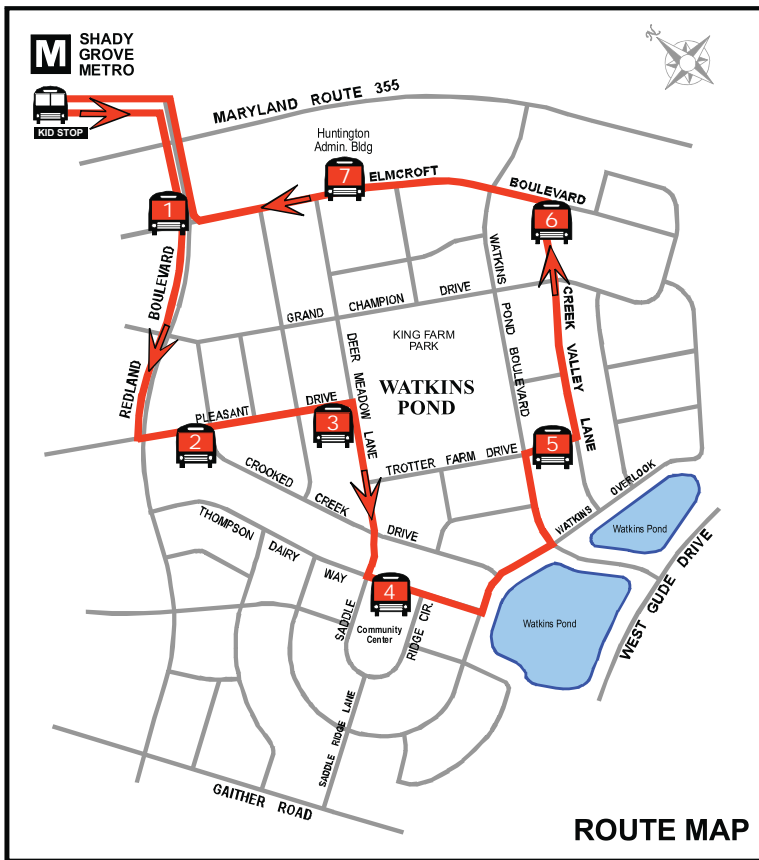 M
SHADY
GROVE
METRO
KID STOP
N
MARYLAND ROUTE 355
Huntington
Admin. Bldg
7
ELMCROFT
BOULEVARD
1
6
REDLAND BOULEVARD
WATKINS POND BOULEVARD
CREEK VALLEY LANE
GRAND CHAMPION DRIVE
KING FARM
PARK
DEER MEADOW LANE
WATKINS
POND
PLEASANT DRIVE
2
3
5
TROTTER FARM DRIVE
CROOKED CREEK DRIVE
WATKINS OVERLOOK
Watkins Pond
THOMPSON DAIRY WAY
4
SADDLE RIDGE CIR.
Community
Center
Watkins Pond
WEST GUDE DRIVE
SADDLE RIDGE LANE
GAITHER ROAD
ROUTE MAP